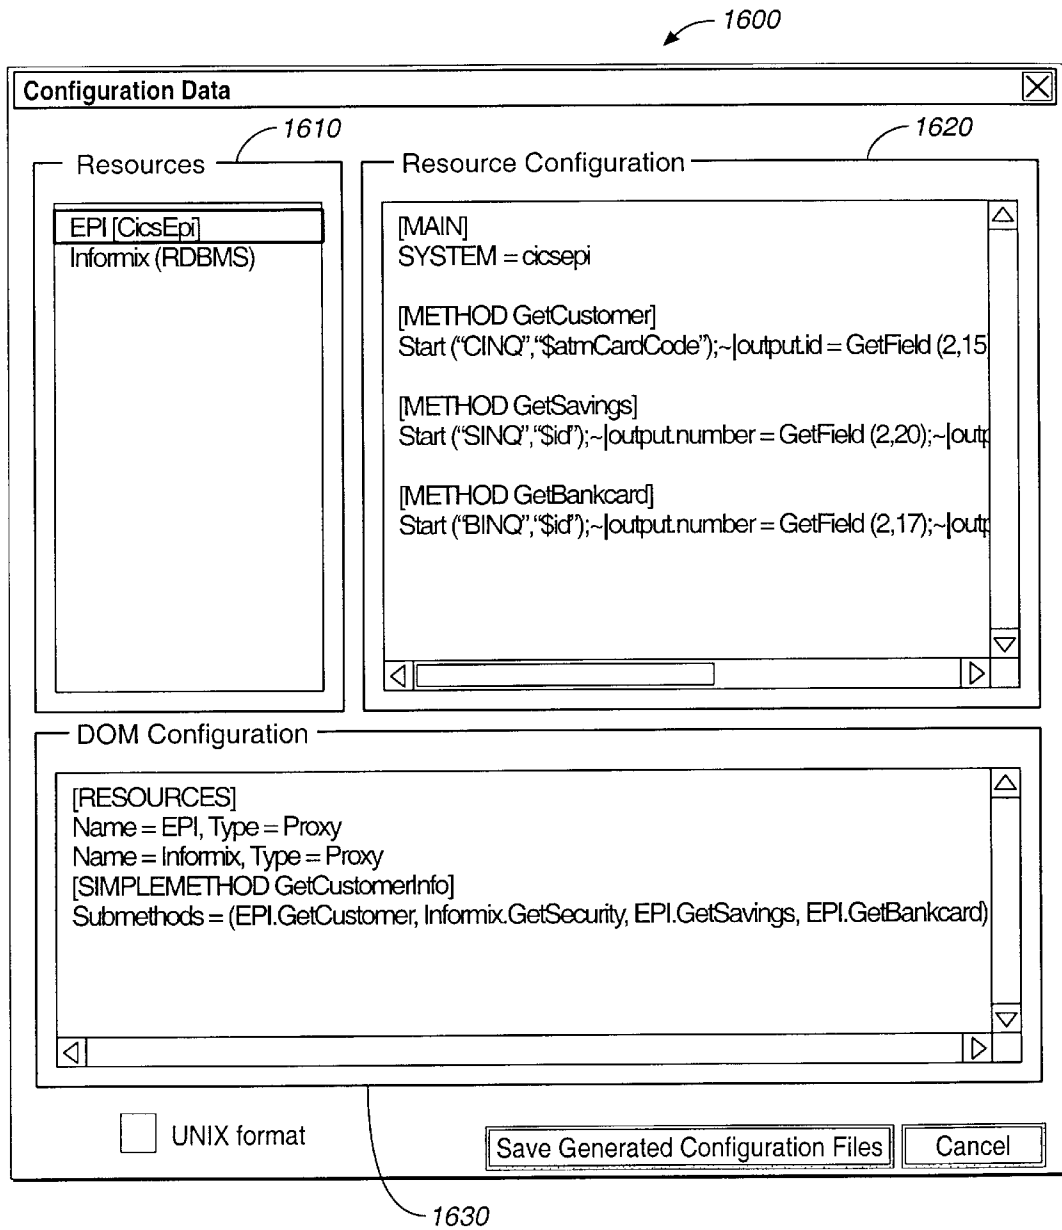 1600
Configuration Data
1610
1620
Resources
Resource Configuration
EPI [CicsEpi]
Informix (RDBMS)
[MAIN]
SYSTEM = cicsepi
[METHOD GetCustomer]
Start (“CINQ”,“$atmCardCode”);~|output.id = GetField (2,15
[METHOD GetSavings]
Start (“SINQ”,“$id”);~|output.number = GetField (2,20);~|outp
[METHOD GetBankcard]
Start (“BINQ”,“$id”);~|output.number = GetField (2,17);~|outp
DOM Configuration
[RESOURCES]
Name = EPI, Type = Proxy
Name = Informix, Type = Proxy
[SIMPLEMETHOD GetCustomerInfo]
Submethods = (EPI.GetCustomer, Informix.GetSecurity, EPI.GetSavings, EPI.GetBankcard)
UNIX format
Save Generated Configuration Files
Cancel
1630